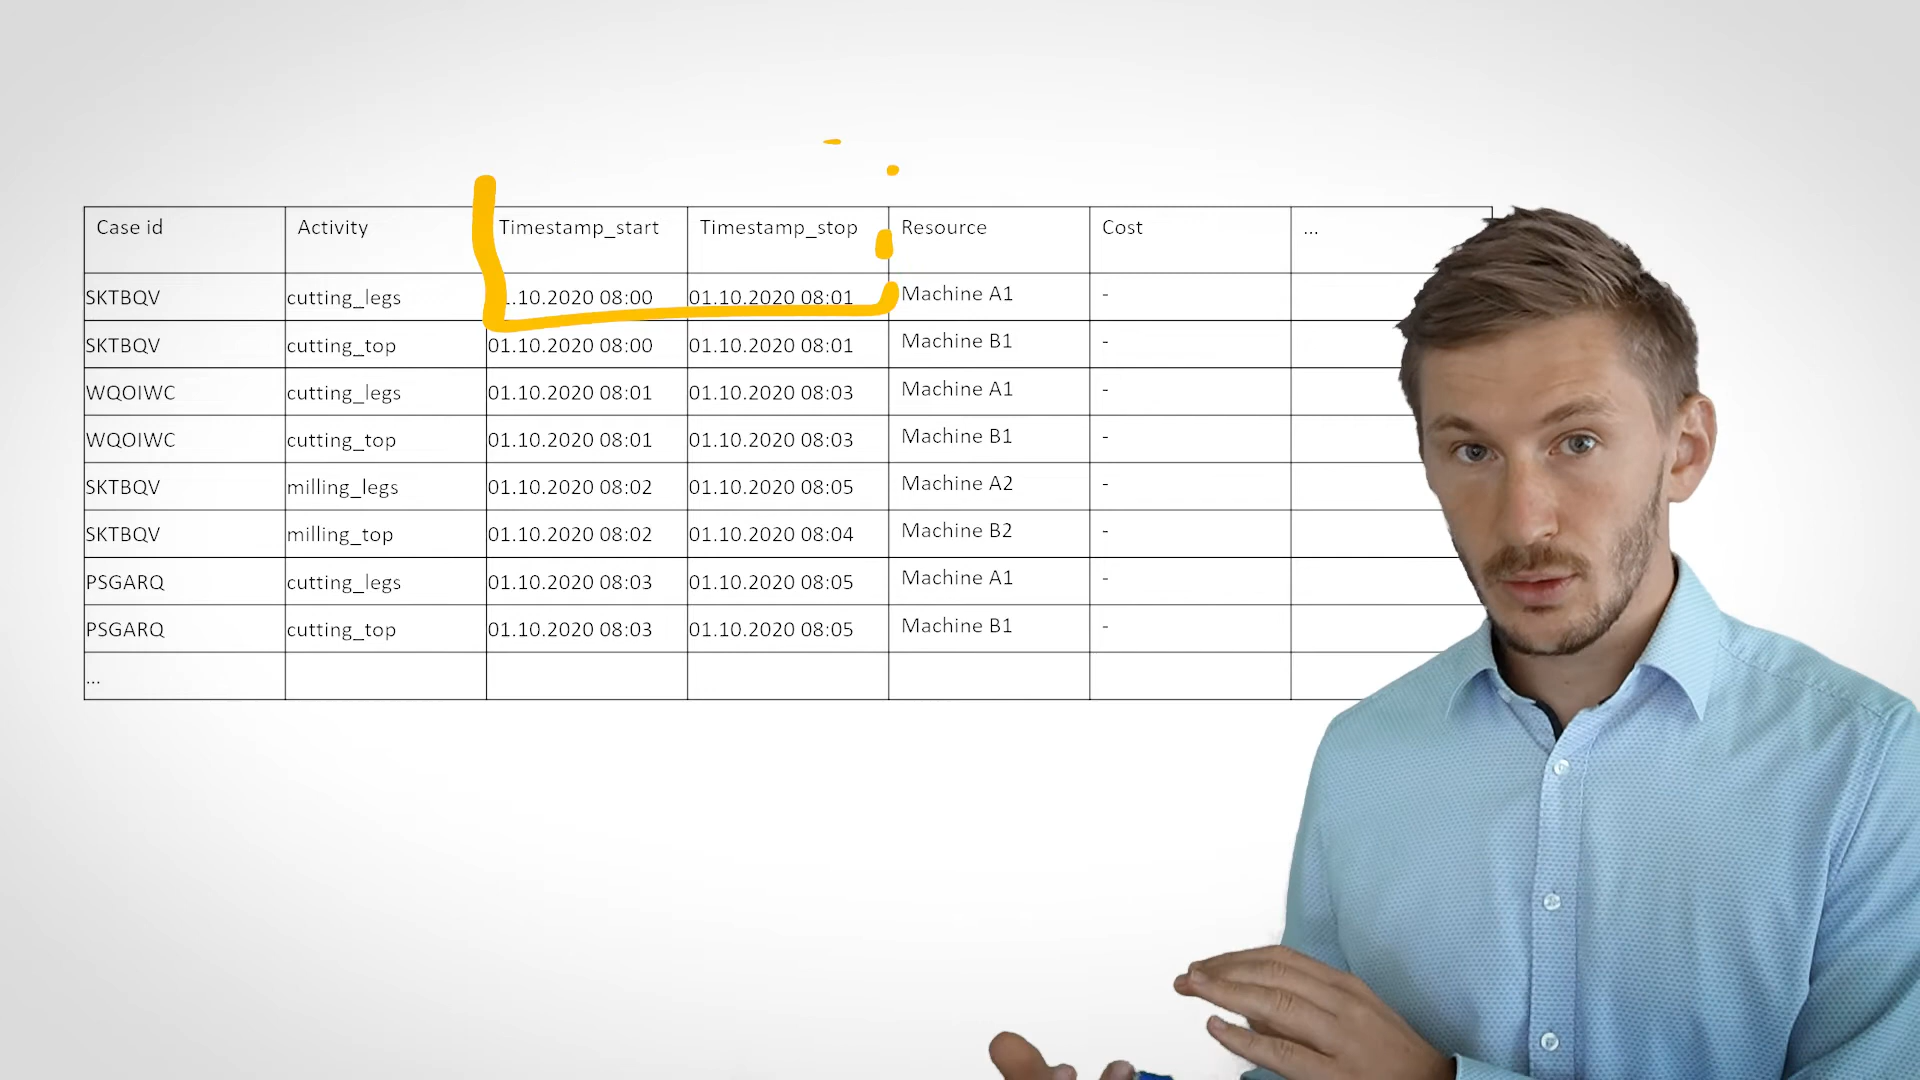 Case id Activity Timestamp_start Timestamp_stop Resource Cost ...
SKTBQV cutting_legs .10.2020 08:00 01.10.2020 08:01 Machine A1 -
SKTBQV cutting_top 01.10.2020 08:00 01.10.2020 08:01 Machine B1 -
WQOIWC cutting_legs 01.10.2020 08:01 01.10.2020 08:03 Machine A1 -
WQOIWC cutting_top 01.10.2020 08:01 01.10.2020 08:03 Machine B1 -
SKTBQV milling_legs 01.10.2020 08:02 01.10.2020 08:05 Machine A2 -
SKTBQV milling_top 01.10.2020 08:02 01.10.2020 08:04 Machine B2 -
PSGARQ cutting_legs 01.10.2020 08:03 01.10.2020 08:05 Machine A1 -
PSGARQ cutting_top 01.10.2020 08:03 01.10.2020 08:05 Machine B1 -
...